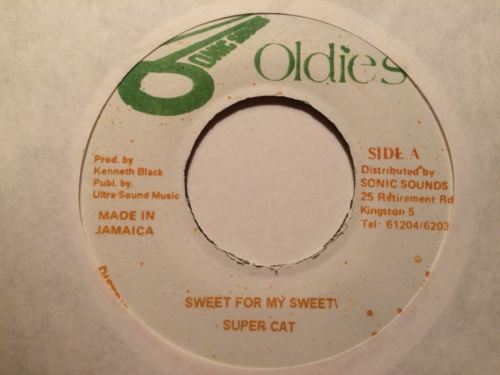 Oldies
SIDE A
Prod. by
Kenneth Black
Publ. by.
Ultra-Sound Music
MADE IN
JAMAICA
Distributed by
SONIC SOUNDS
25 Retirement Rd
Kingston 5
Tel: 61204/6203
SWEET FOR MY SWEET\
SUPER CAT